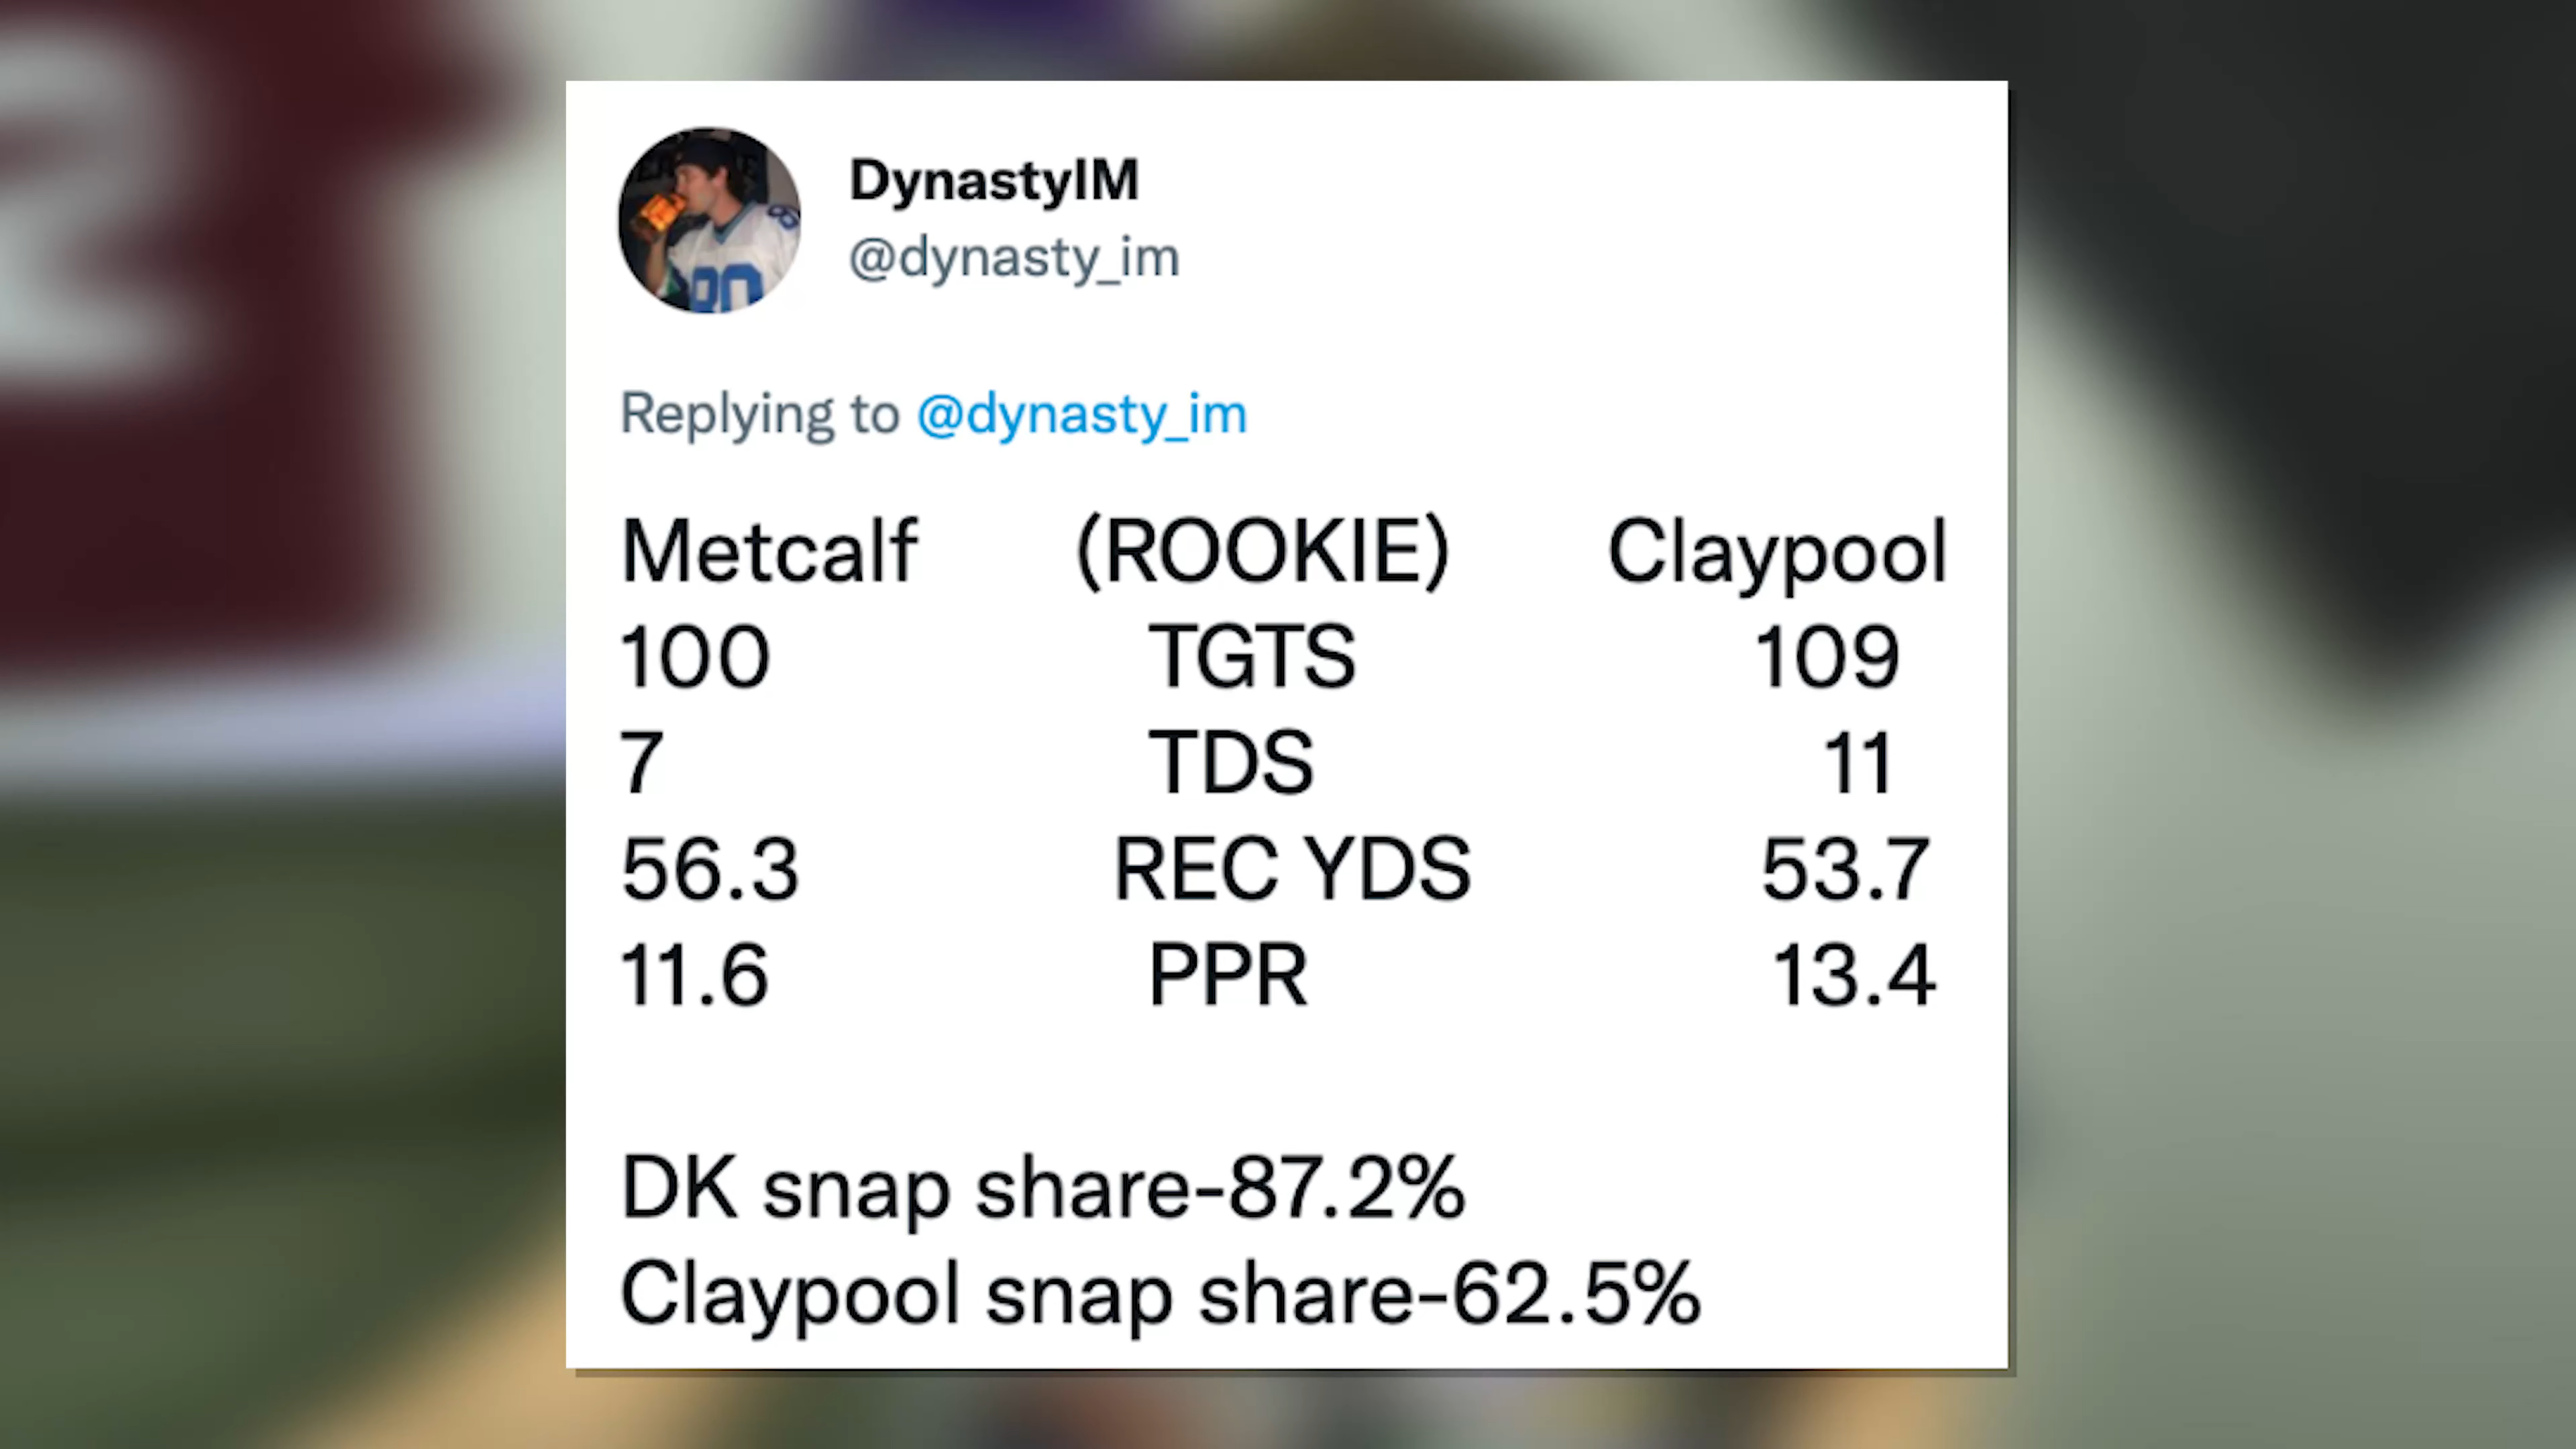 DynastyIM
@dynasty_im
Replying to @dynasty_im
Metcalf (ROOKIE) Claypool
100 TGTS 109
7 TDS 11
56.3 REC YDS 53.7
11.6 PPR 13.4
DK snap share-87.2%
Claypool snap share-62.5%
80